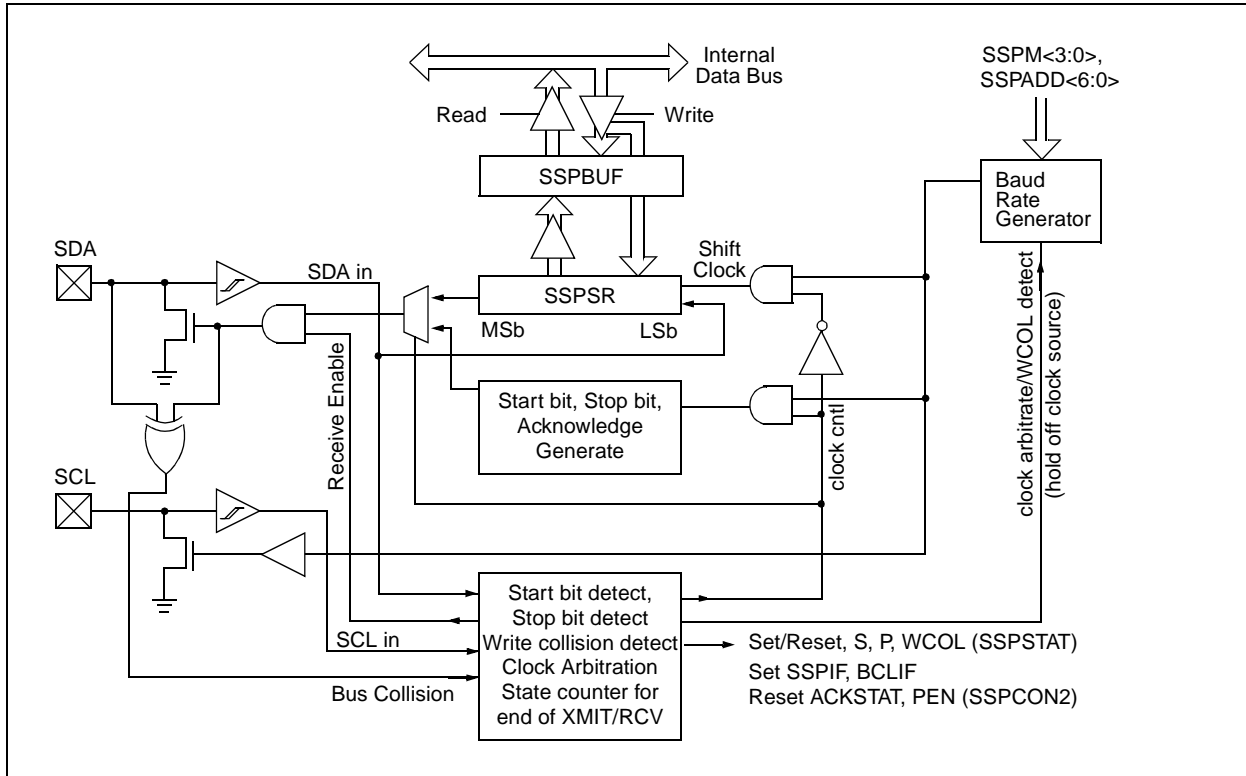 Internal
Data Bus
SSPM<3:0>,
SSPADD<6:0>
Read
Write
SSPBUF
Baud
Rate
Generator
SDA
SDA in
Shift
Clock
SSPSR
MSb
LSb
Receive Enable
Start bit, Stop bit,
Acknowledge
Generate
clock cntl
clock arbitrate/WCOL detect
(hold off clock source)
SCL
SCL in
Bus Collision
Start bit detect,
Stop bit detect
Write collision detect
Clock Arbitration
State counter for
end of XMIT/RCV
Set/Reset, S, P, WCOL (SSPSTAT)
Set SSPIF, BCLIF
Reset ACKSTAT, PEN (SSPCON2)